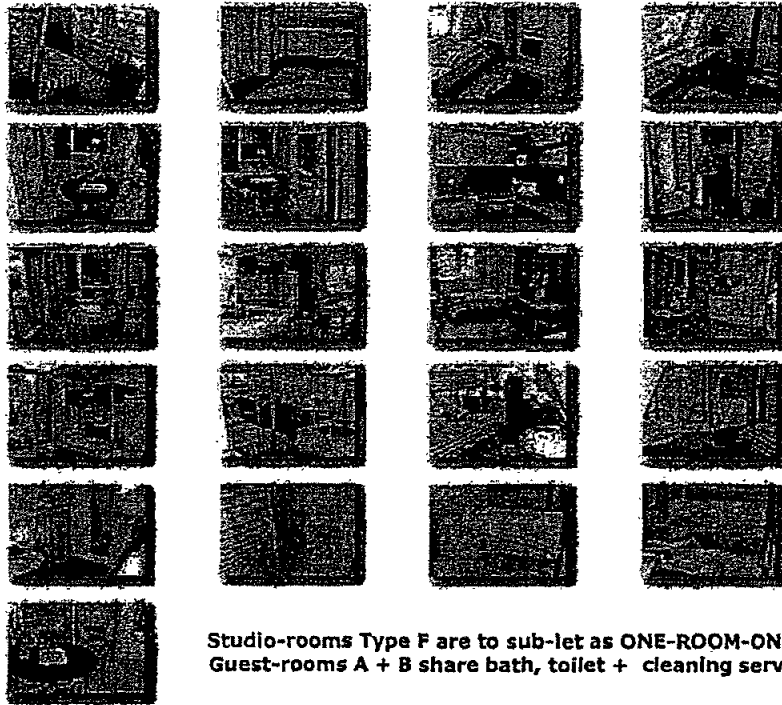 Studio-rooms Type F are to sub-let as ONE-ROOM-ON
Guest-rooms A + B share bath, toilet + cleaning serv